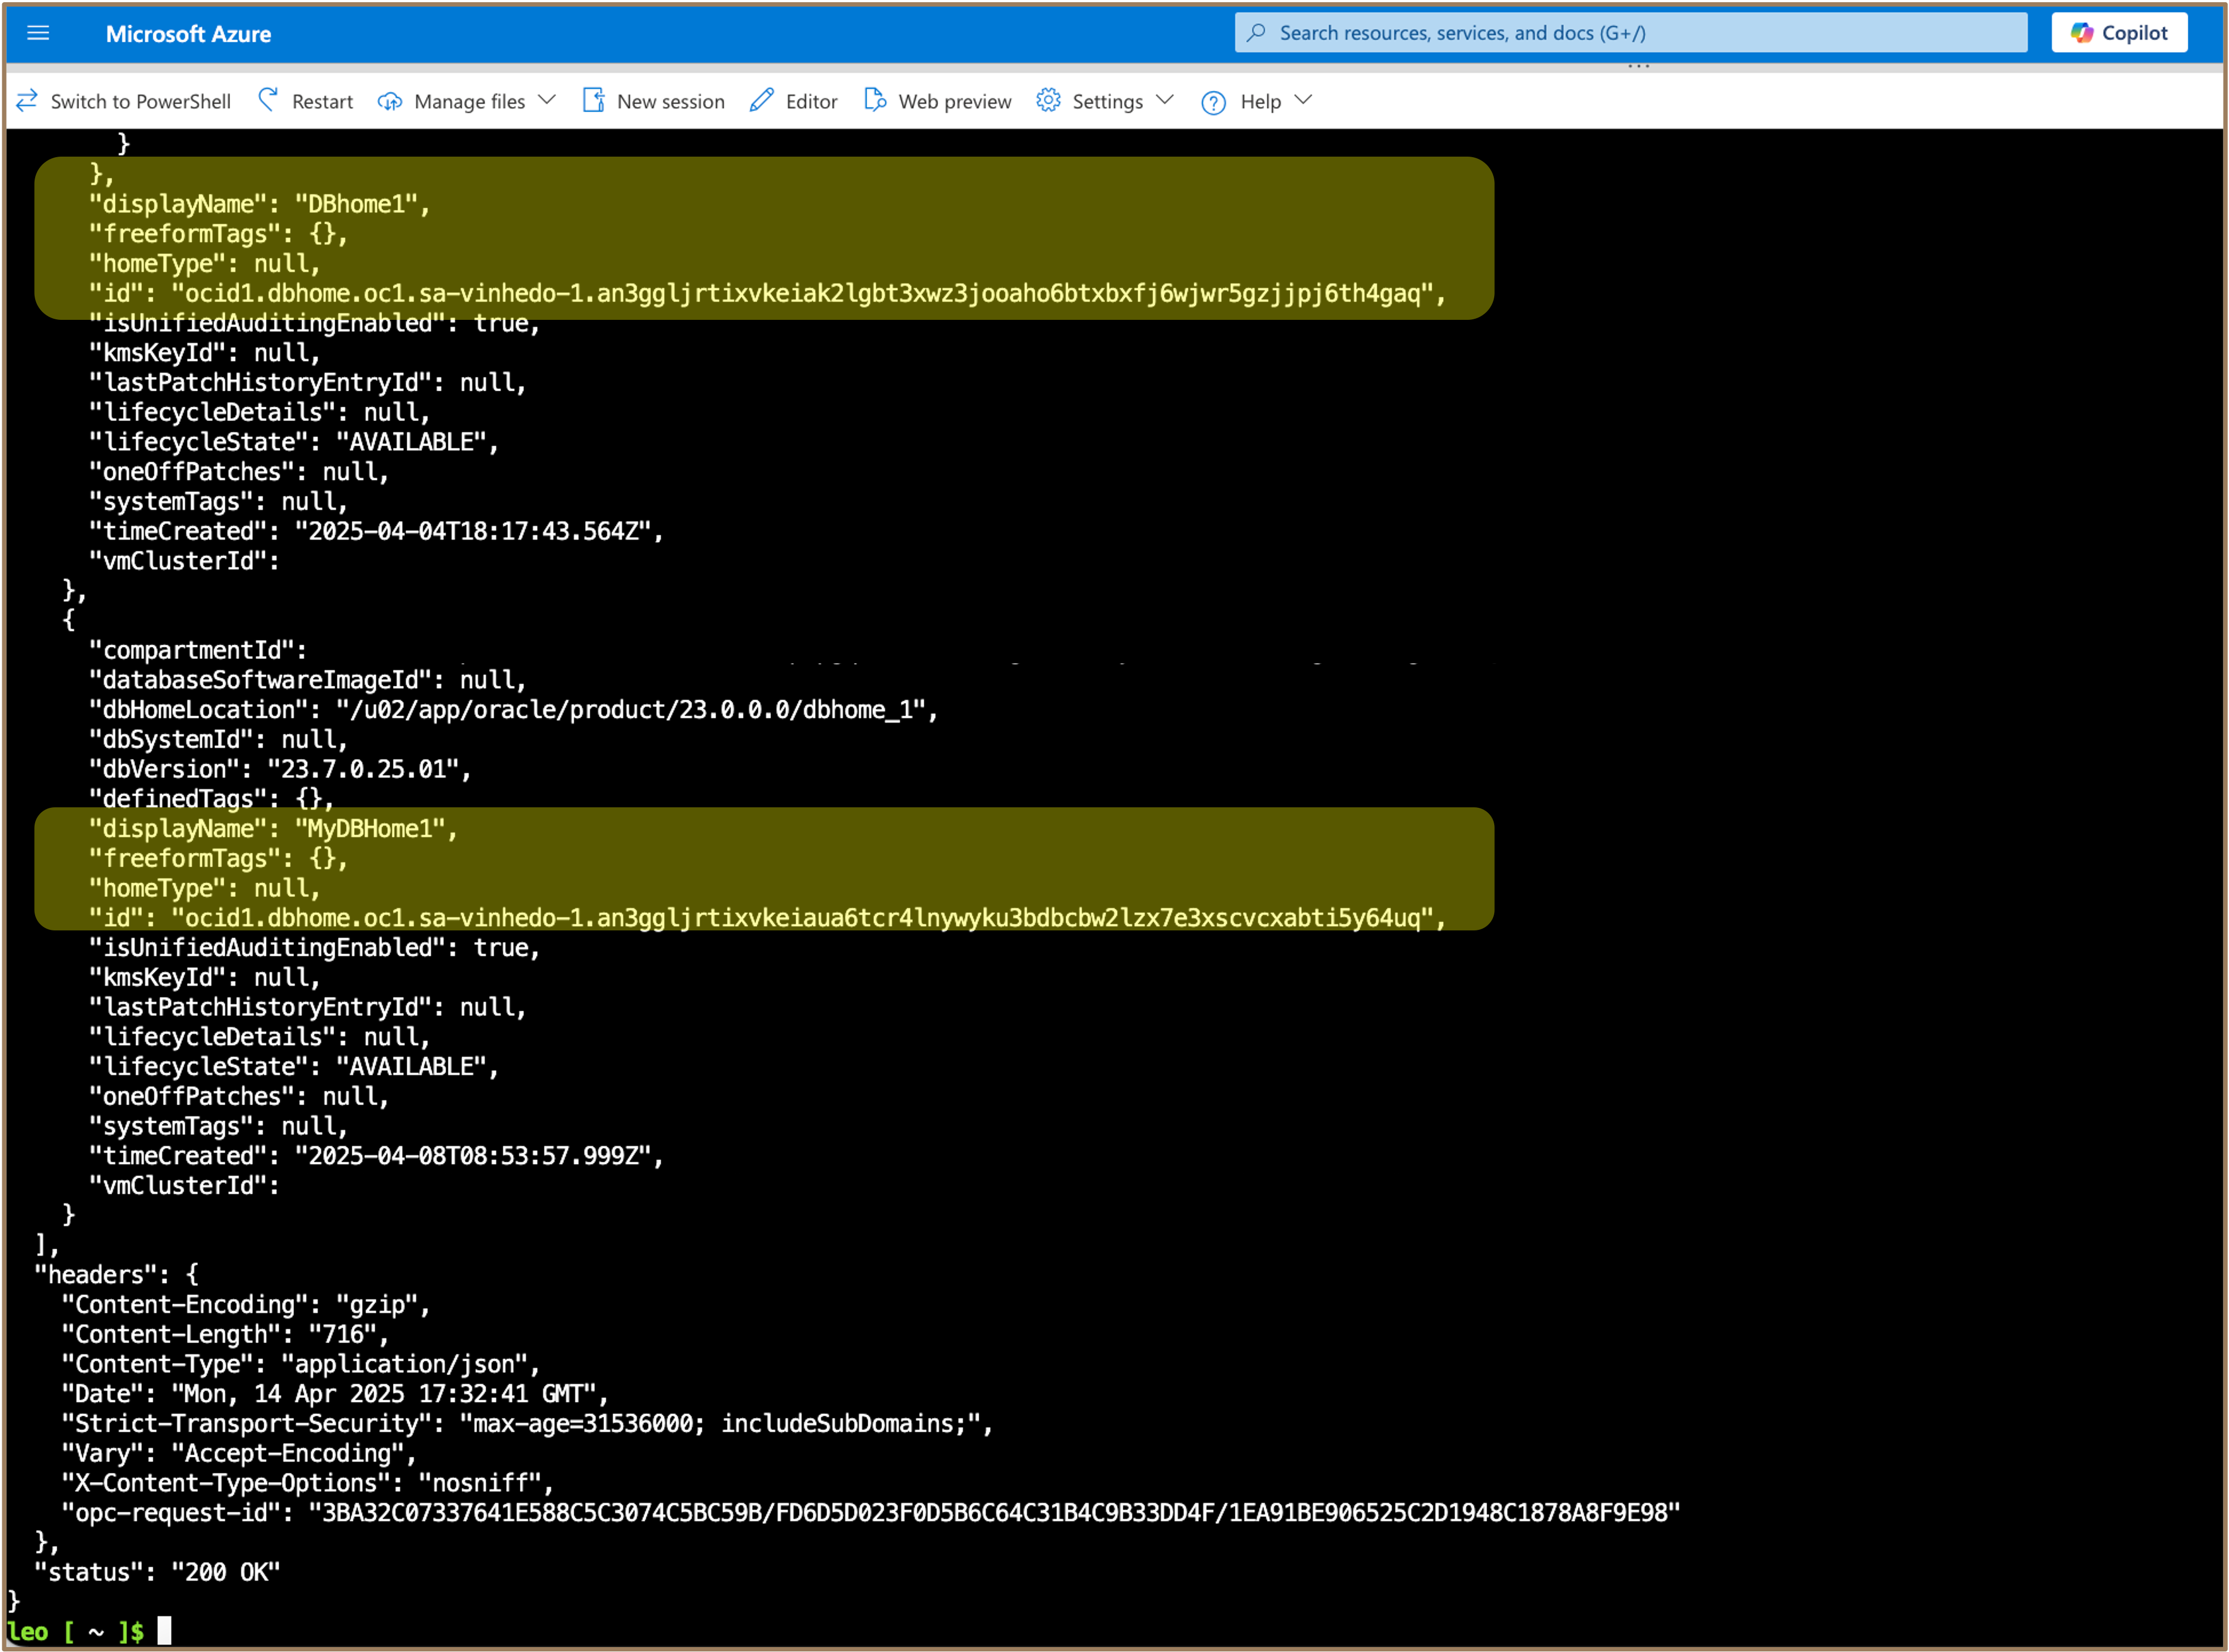 Microsoft Azure
Search resources, services, and docs (G+/)
Copilot
Switch to PowerShell Restart Manage files New session Editor Web preview Settings Help
}
},
"displayName": "DBhome1",
"freeformTags": {},
"homeType": null,
"id": "ocid1.dbhome.oc1.sa-vinhedo-1.an3ggljrtixvkeiak2lgbt3xwz3jooaho6btxbxfj6wjwr5gzjjpj6th4gaq",
"isUnifiedAuditingEnabled": true,
"kmsKeyId": null,
"lastPatchHistoryEntryId": null,
"lifecycleDetails": null,
"lifecycleState": "AVAILABLE",
"oneOffPatches": null,
"systemTags": null,
"timeCreated": "2025-04-04T18:17:43.564Z",
"vmClusterId":
},
{
"compartmentId":
"databaseSoftwareImageId": null,
"dbHomeLocation": "/u02/app/oracle/product/23.0.0.0/dbhome_1",
"dbSystemId": null,
"dbVersion": "23.7.0.25.01",
"definedTags": {},
"displayName": "MyDBHome1",
"freeformTags": {},
"homeType": null,
"id": "ocid1.dbhome.oc1.sa-vinhedo-1.an3ggljrtixvkeiaua6tcr4lnywyku3bdbcbw2lzx7e3xscvcxabti5y64uq",
"isUnifiedAuditingEnabled": true,
"kmsKeyId": null,
"lastPatchHistoryEntryId": null,
"lifecycleDetails": null,
"lifecycleState": "AVAILABLE",
"oneOffPatches": null,
"systemTags": null,
"timeCreated": "2025-04-08T08:53:57.999Z",
"vmClusterId":
}
],
"headers": {
"Content-Encoding": "gzip",
"Content-Length": "716",
"Content-Type": "application/json",
"Date": "Mon, 14 Apr 2025 17:32:41 GMT",
"Strict-Transport-Security": "max-age=31536000; includeSubDomains;",
"Vary": "Accept-Encoding",
"X-Content-Type-Options": "nosniff",
"opc-request-id": "3BA32C07337641E588C5C3074C5BC59B/FD6D5D023F0D5B6C64C31B4C9B33DD4F/1EA91BE906525C2D1948C1878A8F9E98"
},
"status": "200 OK"
}
leo [ ~ ]$